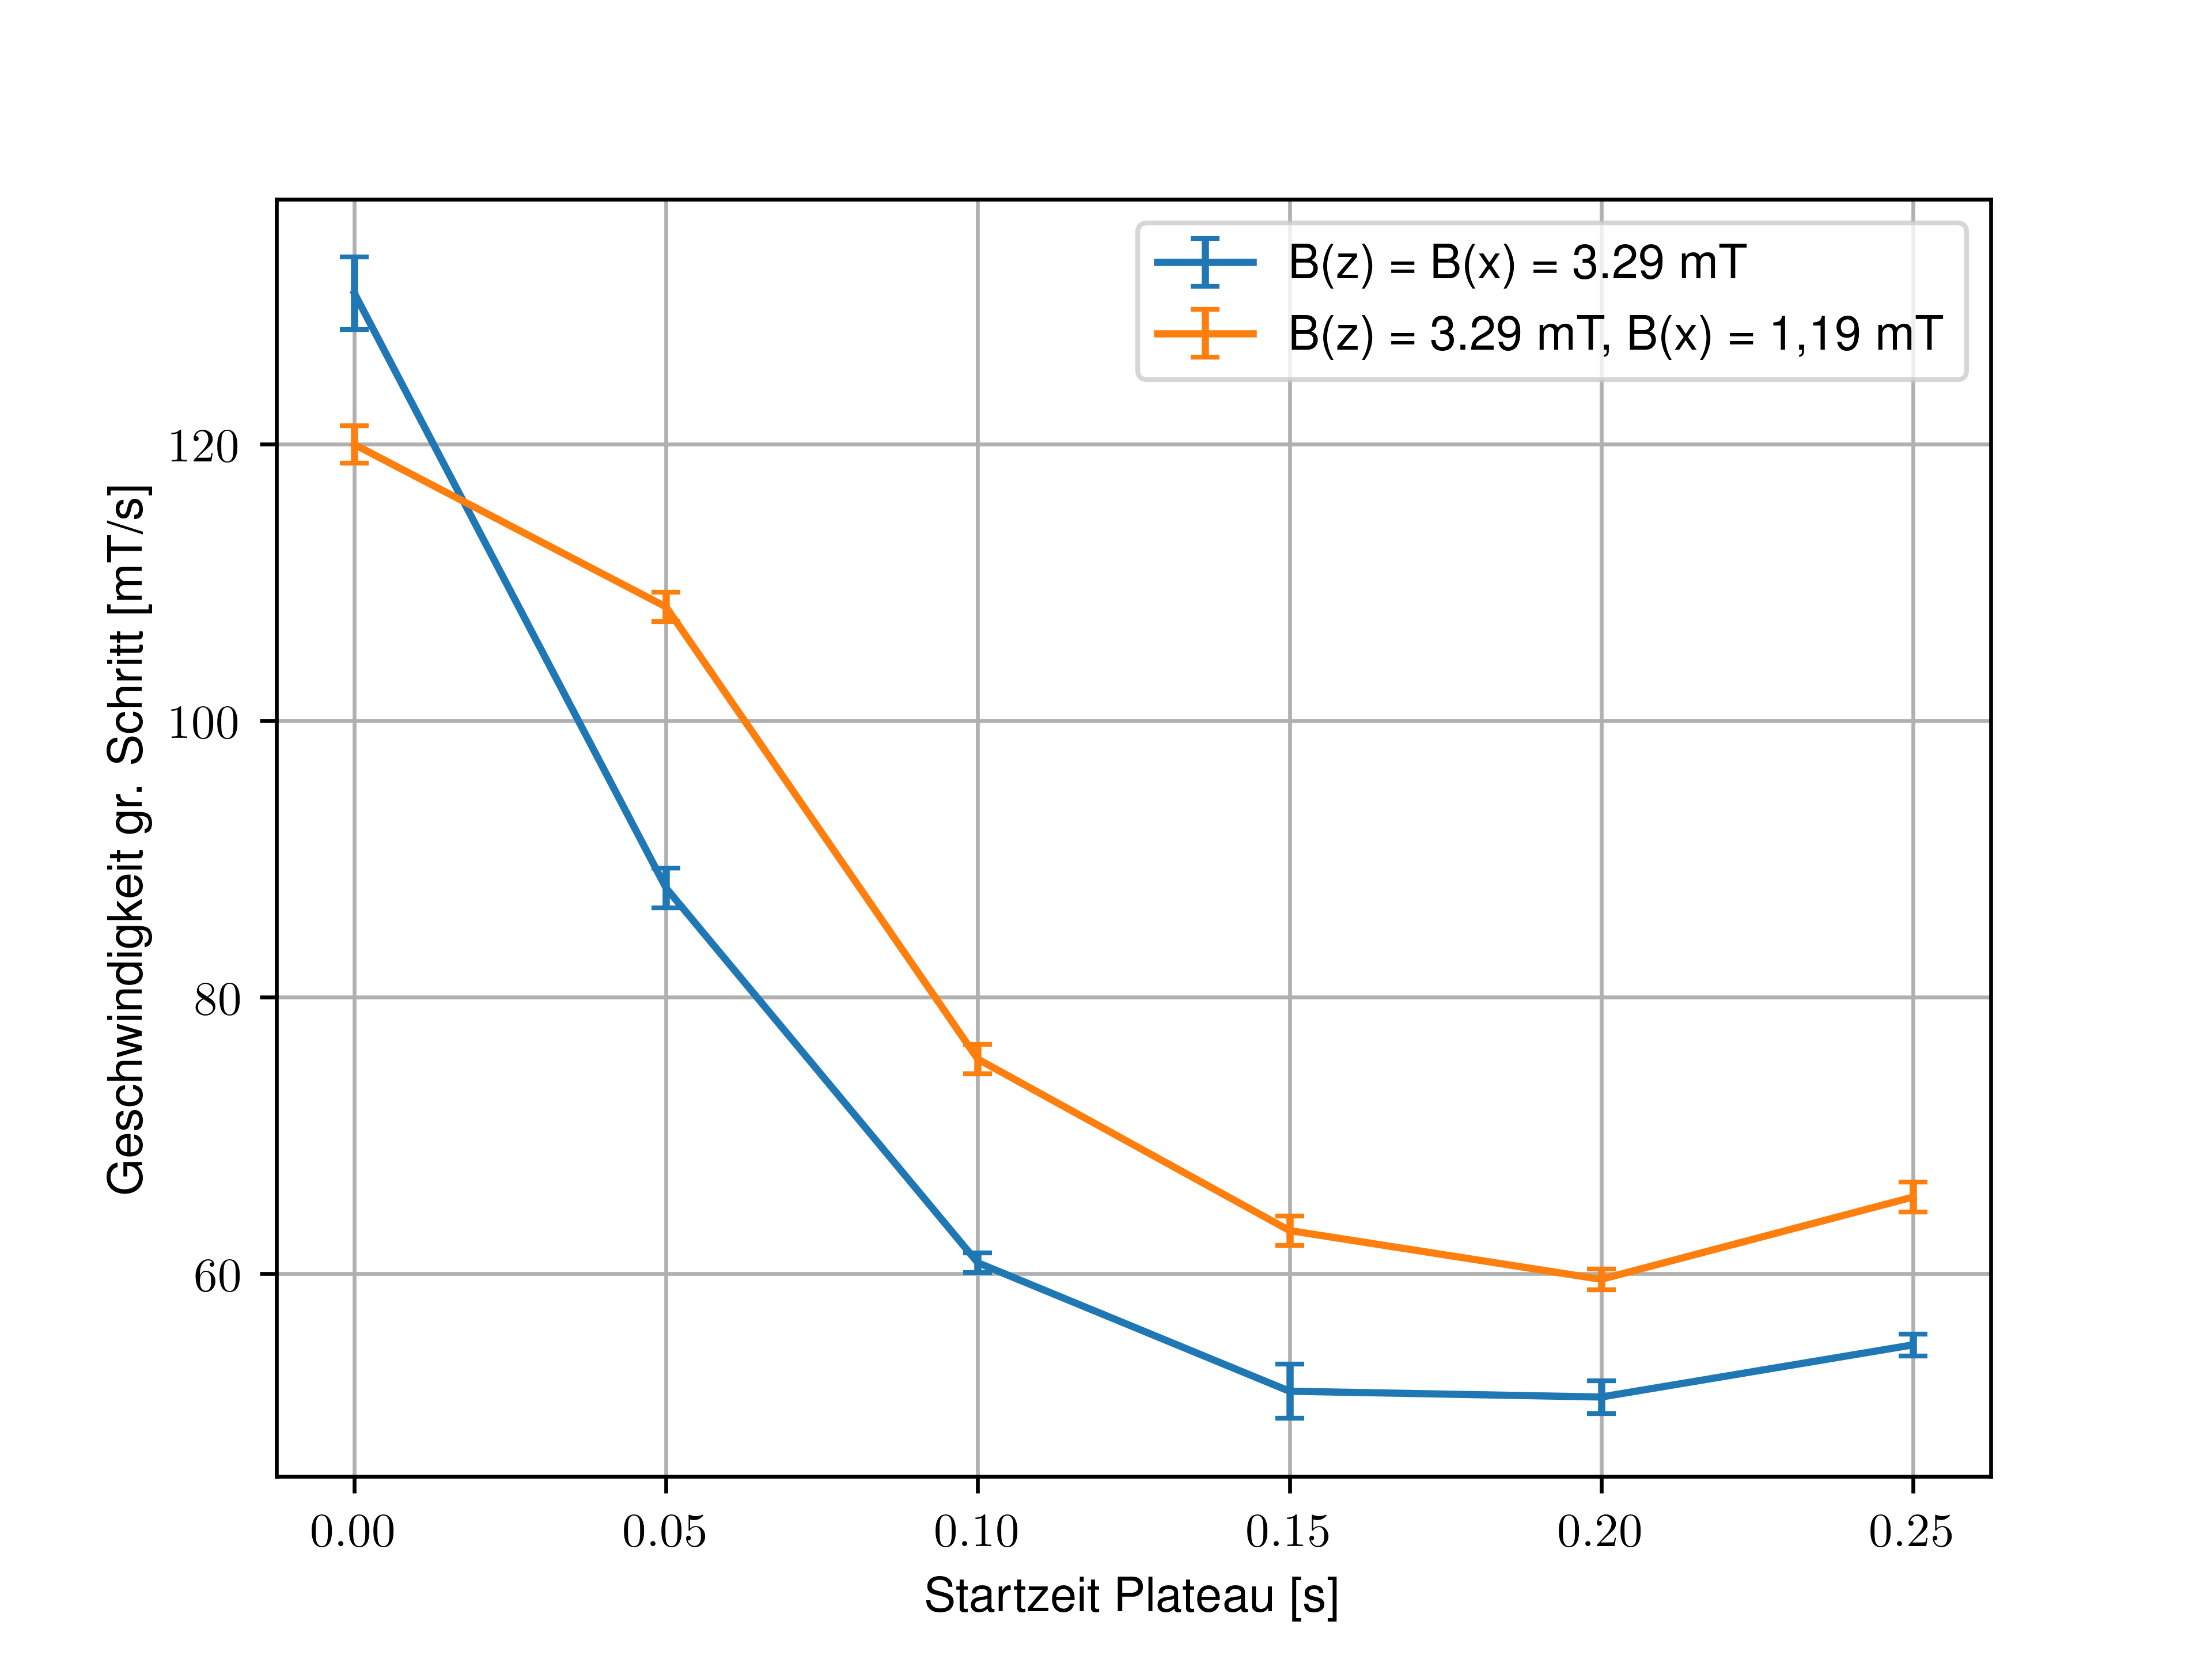 B(z) = B(x) = 3.29 mT
B(z) = 3.29 mT, B(x) = 1,19 mT
Geschwindigkeit gr. Schritt [mT/s]
120
100
80
60
0.00 0.05 0.10 0.15 0.20 0.25
Startzeit Plateau [s]